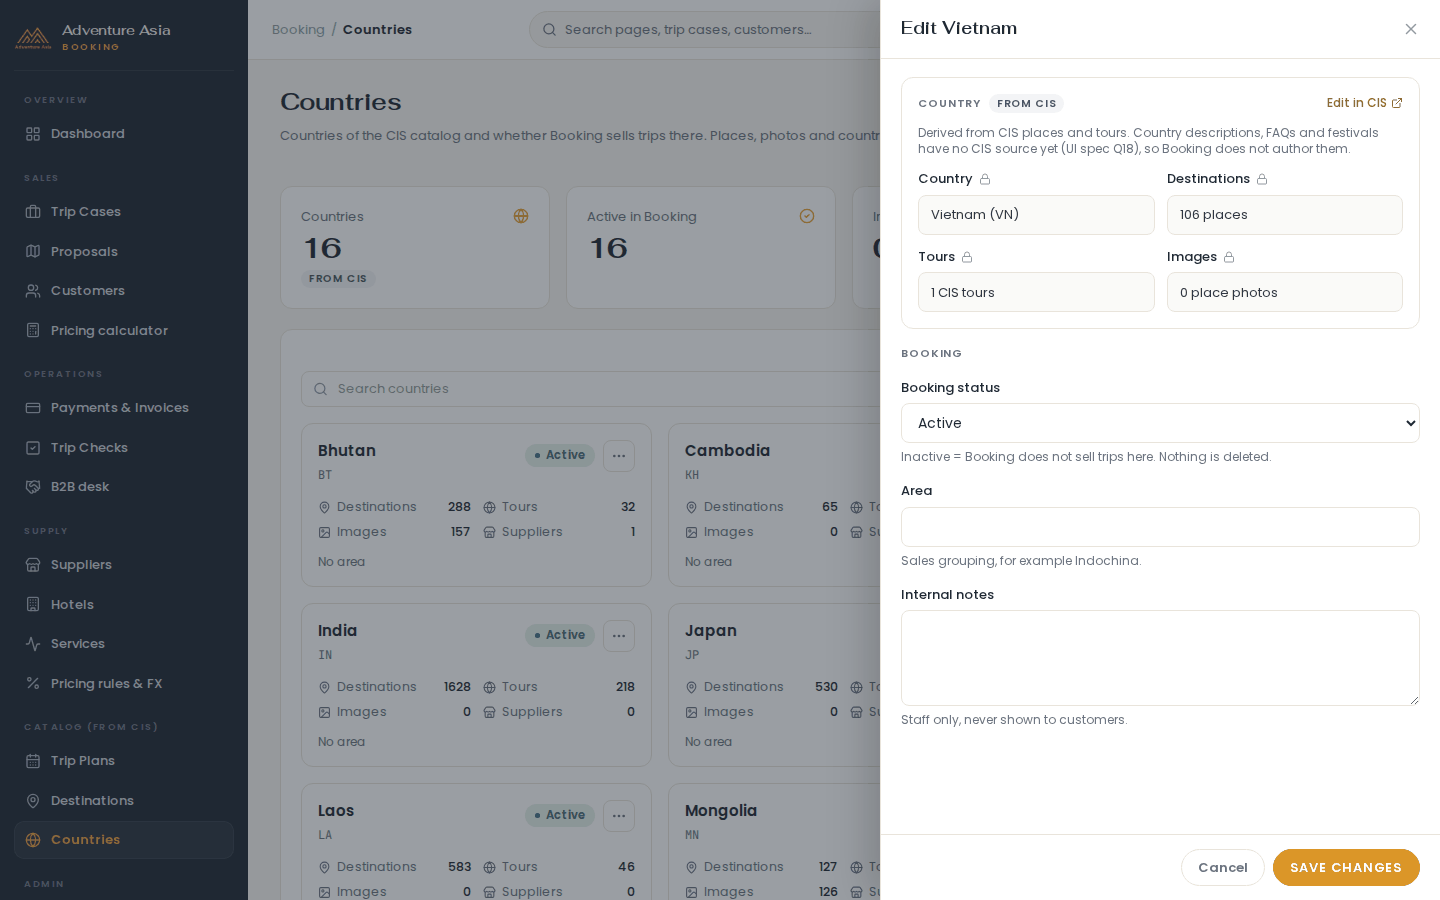 Adventure Asia
BOOKING
OVERVIEW
Dashboard
SALES
Trip Cases
Proposals
Customers
Pricing calculator
OPERATIONS
Payments & Invoices
Trip Checks
B2B desk
SUPPLY
Suppliers
Hotels
Services
Pricing rules & FX
CATALOG (FROM CIS)
Trip Plans
Destinations
Countries
ADMIN
Booking / Countries
Search pages, trip cases, customers...
Countries
Countries of the CIS catalog and whether Booking sells trips there. Places, photos and
Countries
16
FROM CIS
Active in Booking
16
Search countries
Bhutan
Active
BT
Destinations 288 Tours 32
Images 157 Suppliers 1
No area
Cambodia
KH
Destinations 65
Images 0
No area
India
Active
IN
Destinations 1628 Tours 218
Images 0 Suppliers 0
No area
Japan
JP
Destinations 530
Images 0
No area
Laos
Active
LA
Destinations 583 Tours 46
Images 0 Suppliers 0
Mongolia
MN
Destinations 127
Images 126
Edit Vietnam
COUNTRY FROM CIS
Edit in CIS
Derived from CIS places and tours. Country descriptions, FAQs and festivals
have no CIS source yet (UI spec Q18), so Booking does not author them.
Country
Vietnam (VN)
Destinations
106 places
Tours
1 CIS tours
Images
0 place photos
BOOKING
Booking status
Active
Inactive = Booking does not sell trips here. Nothing is deleted.
Area
Sales grouping, for example Indochina.
Internal notes
Staff only, never shown to customers.
Cancel
SAVE CHANGES